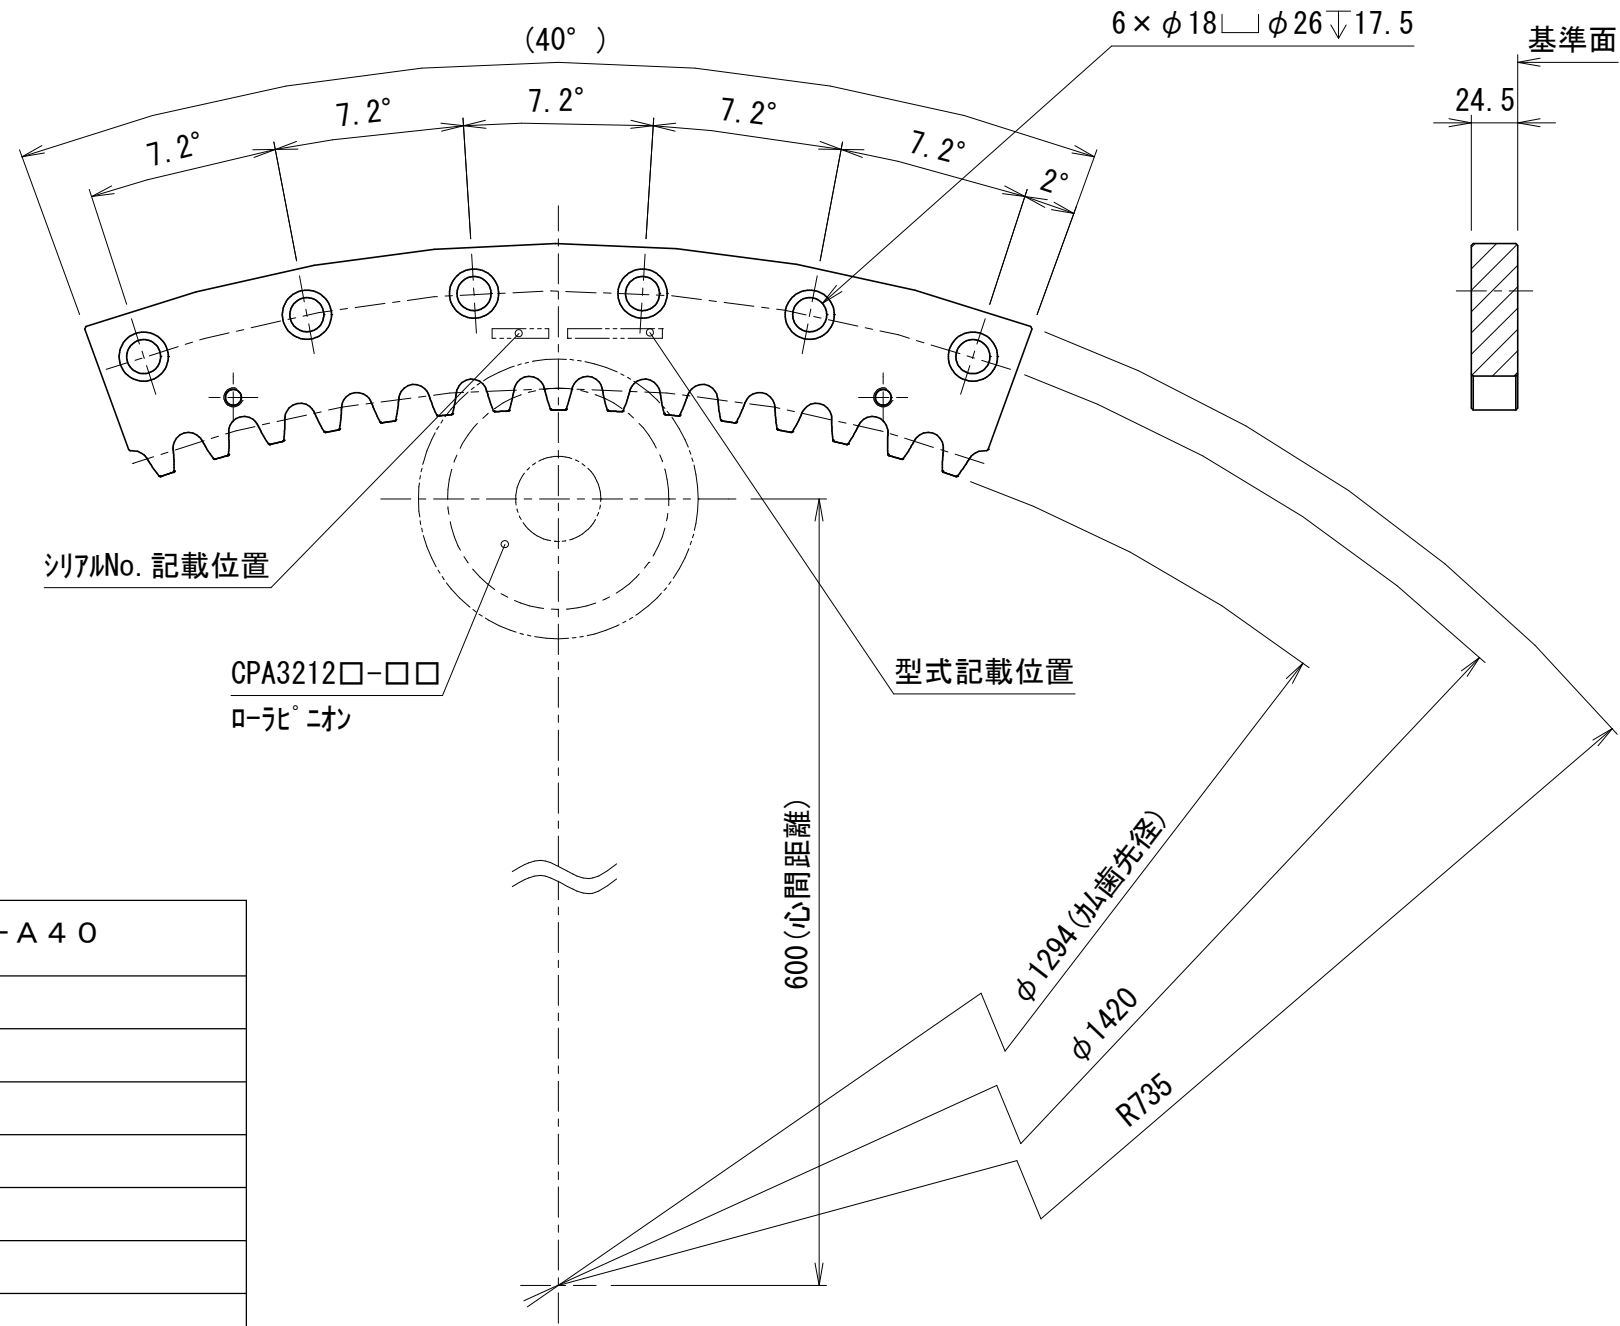 6×φ18⌴φ26↧17.5
基準面
(40°)
24.5
7.2°
7.2°
7.2°
7.2°
7.2°
2°
ｼﾘｱﾙNo.記載位置
CPA3212□-□□
ﾛｰﾗﾋﾟﾆｵﾝ
型式記載位置
600(心間距離)
φ1294(ｶﾑ歯先径)
φ1420
R735
-Ａ４０